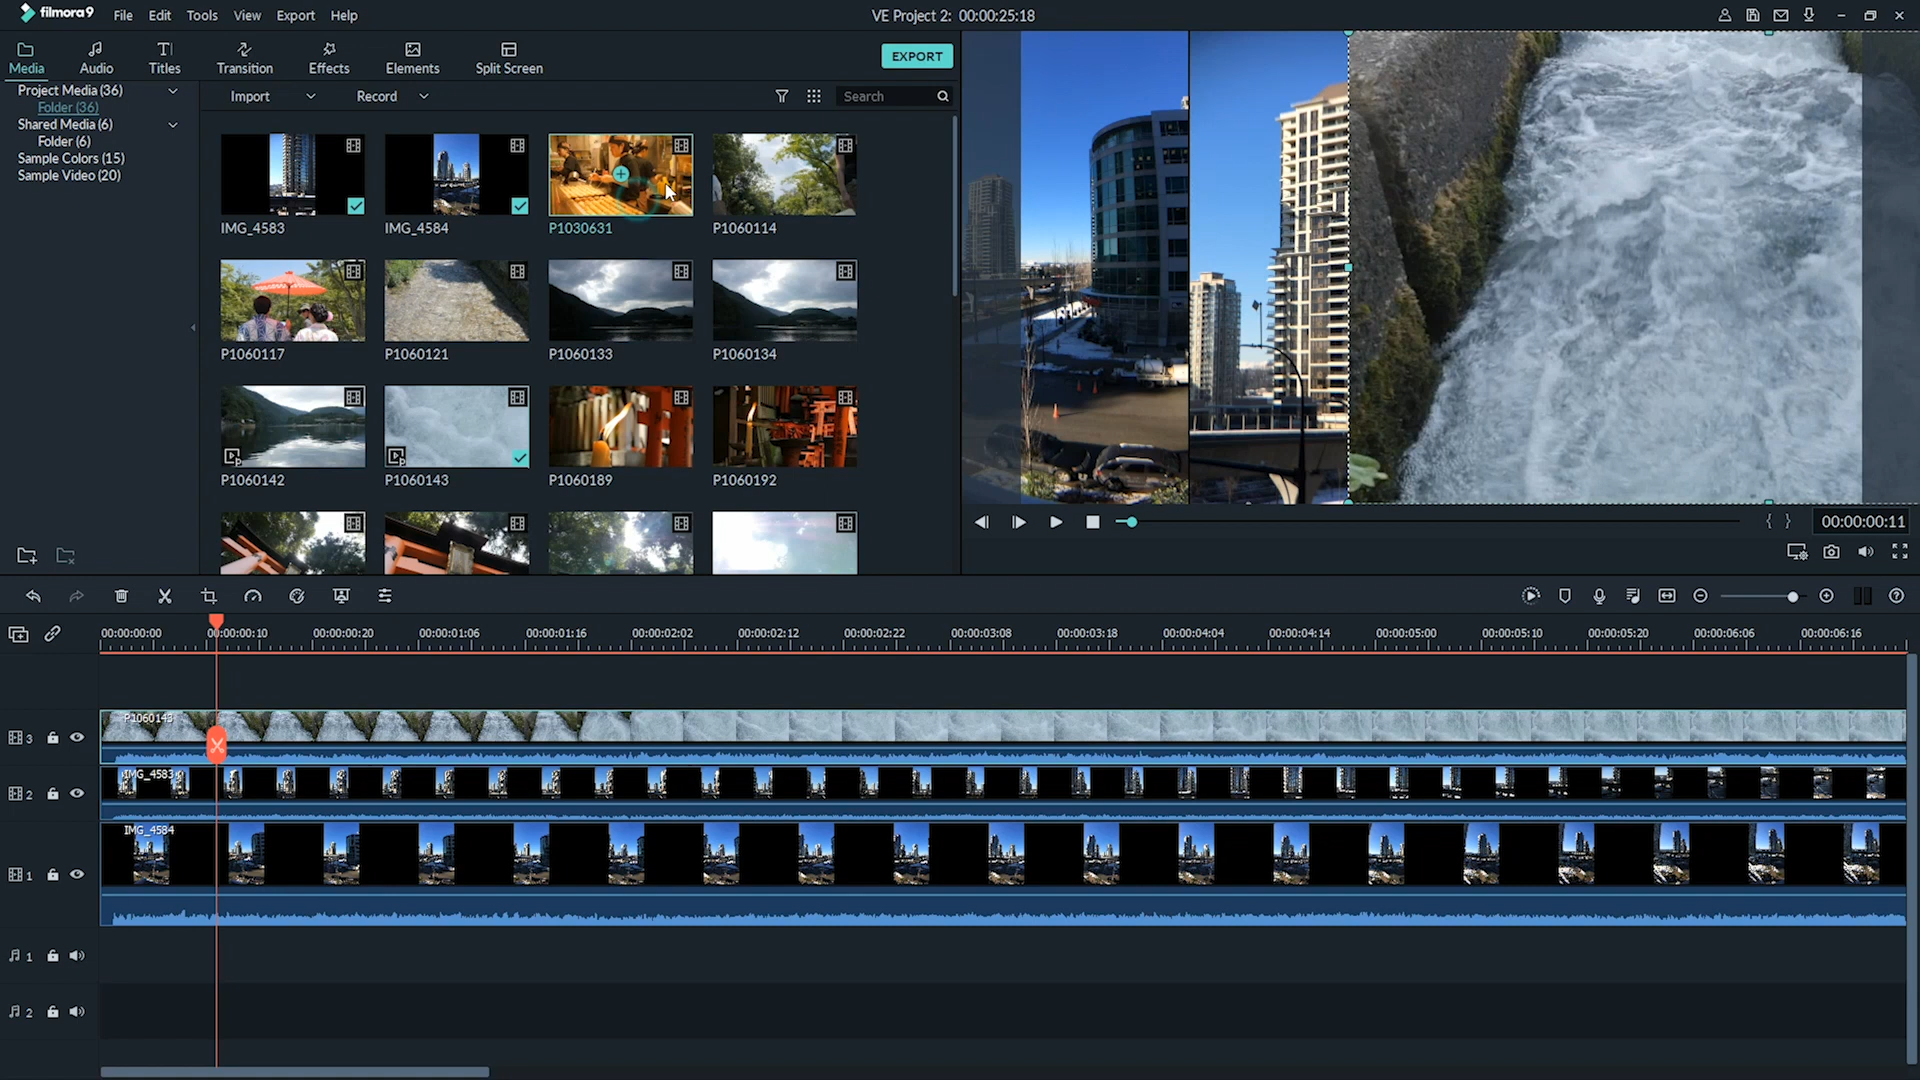 filmora9 File Edit Tools View Export Help
VE Project 2: 00:00:25:18
Media Audio Titles Transition Effects Elements Split Screen
EXPORT
Project Media (36)
Folder (36)
Shared Media (6)
Folder (6)
Sample Colors (15)
Sample Video (20)
Import Record Search
IMG_4583 IMG_4584 P1030631 P1060114
P1060117 P1060121 P1060133 P1060134
P1060142 P1060143 P1060189 P1060192
{ } 00:00:00:11
00:00:00:00 00:00:00:10 00:00:00:20 00:00:01:06 00:00:01:16 00:00:02:02 00:00:02:12 00:00:02:22 00:00:03:08 00:00:03:18 00:00:04:04 00:00:04:14 00:00:05:00 00:00:05:10 00:00:05:20 00:00:06:06 00:00:06:16
P1060143
3
IMG_4583
2
IMG_4584
1
1
2